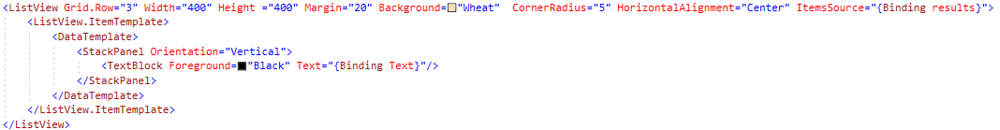 <ListView Grid.Row="3" Width="400" Height ="400" Margin="20" Background="Wheat"  CornerRadius="5" HorizontalAlignment="Center" ItemsSource="{Binding results}">
    <ListView.ItemTemplate>
        <DataTemplate>
            <StackPanel Orientation="Vertical">
                <TextBlock Foreground="Black" Text="{Binding Text}"/>
            </StackPanel>
        </DataTemplate>
    </ListView.ItemTemplate>
</ListView>